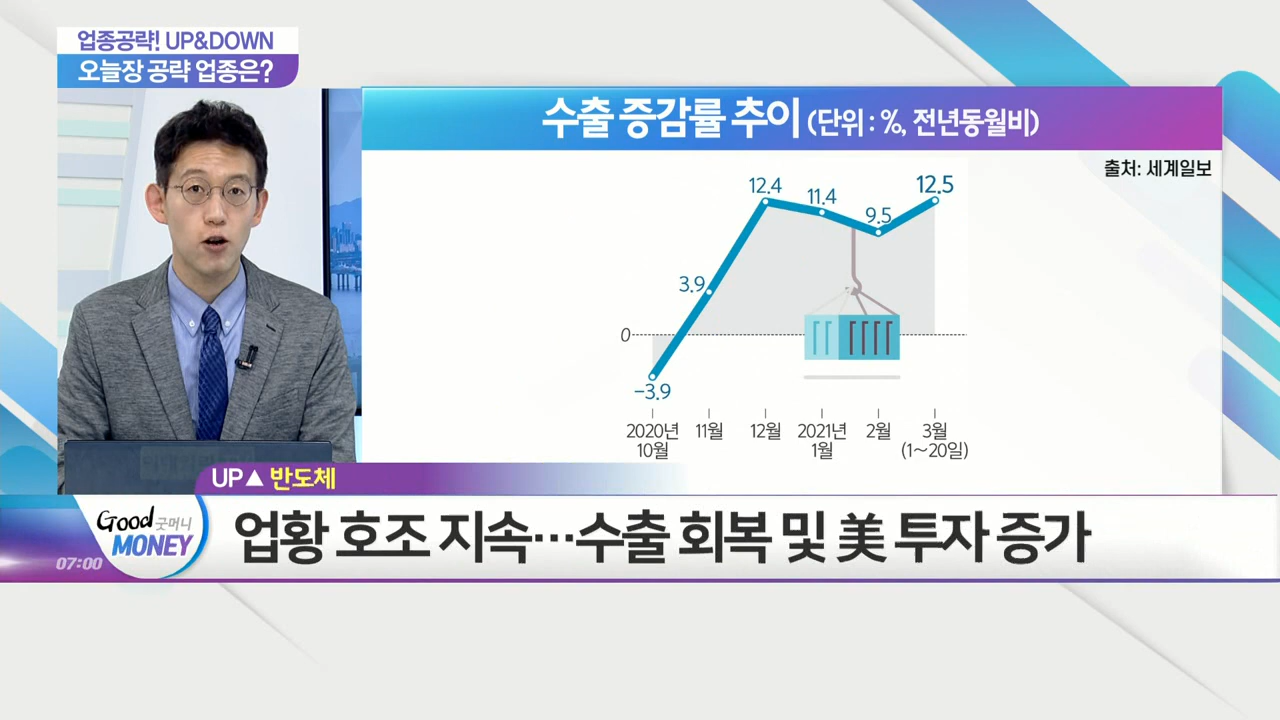 업종공략! UP&DOWN
오늘장 공략 업종은?
수출 증감률 추이 (단위 : %, 전년동월비)
출처: 세계일보
12.4
11.4
9.5
12.5
3.9
0
-3.9
2020년 10월
11월
12월
2021년 1월
2월
3월 (1~20일)
UP▲ 반도체
Good 굿머니
MONEY
07:00
업황 호조 지속…수출 회복 및 美 투자 증가